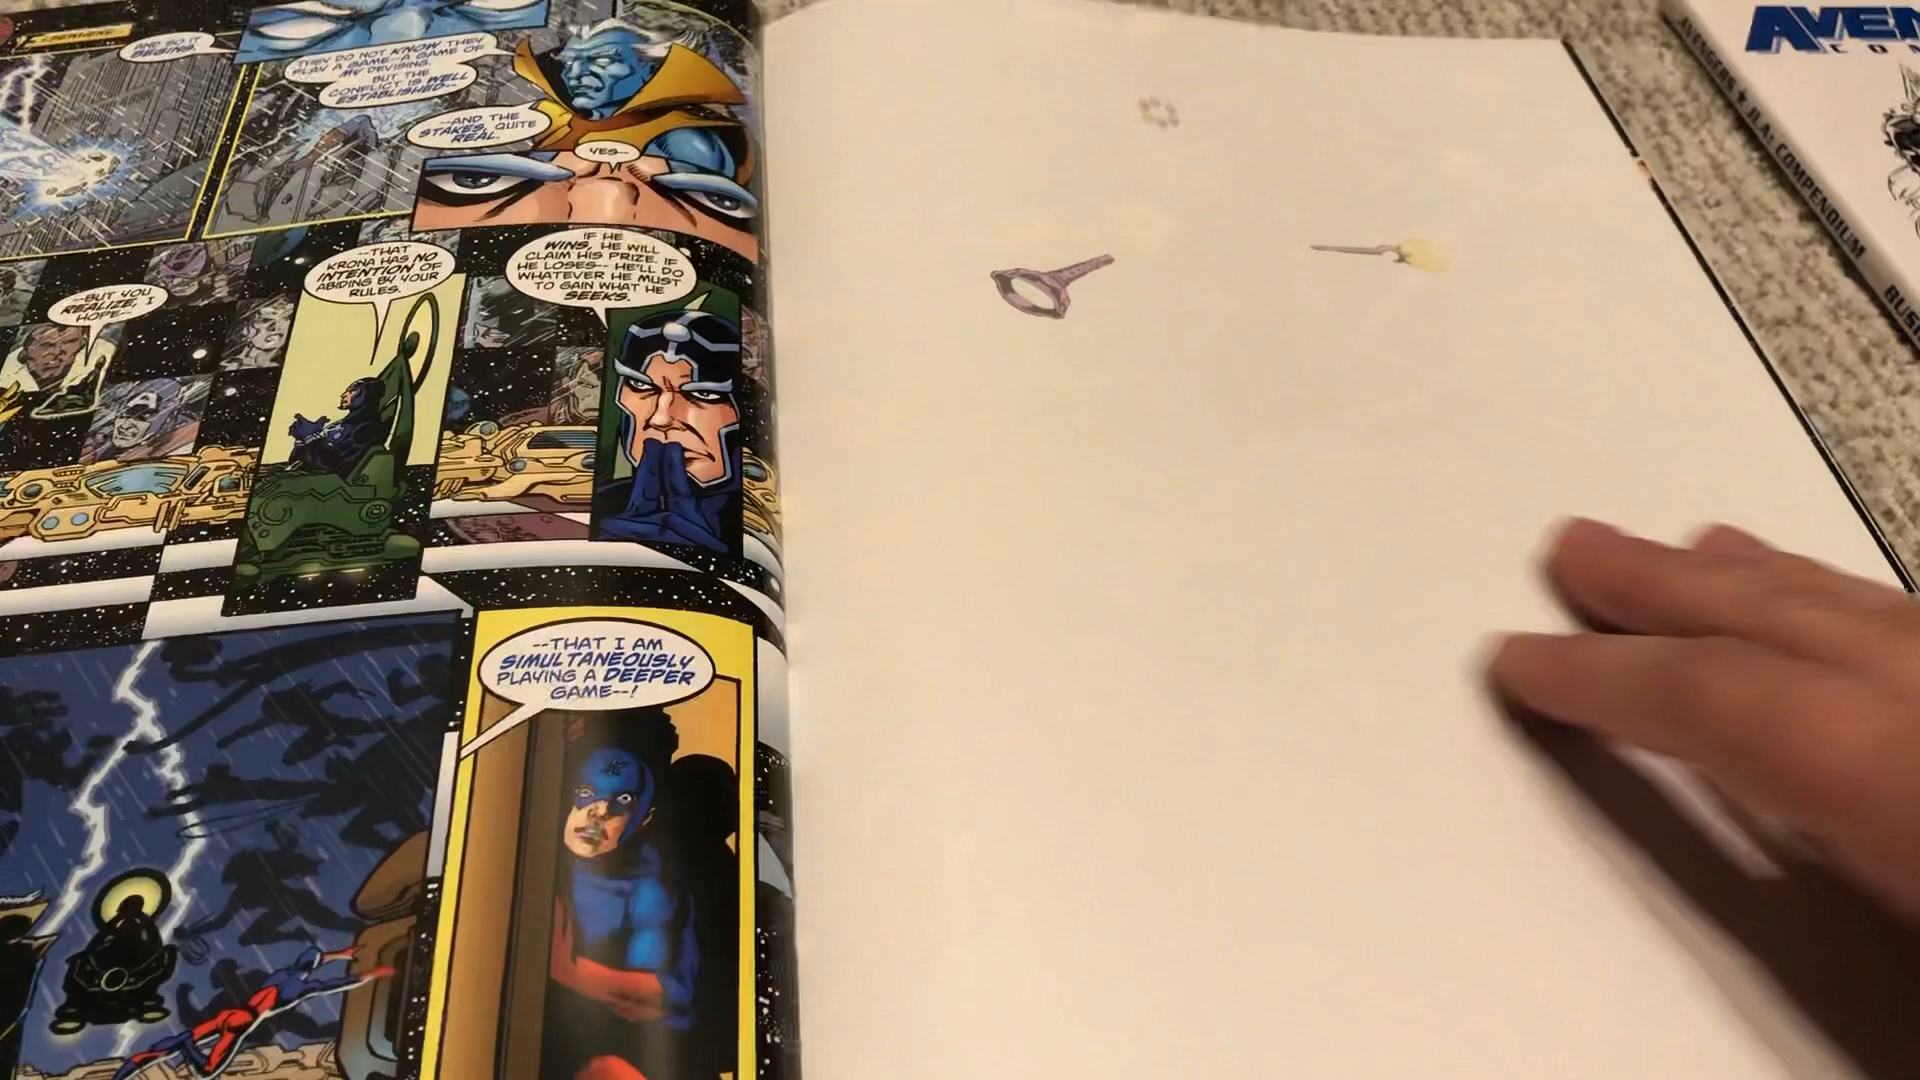 ELSEWHERE
AND SO IT
BEGINS.
THEY DO NOT KNOW THEY
PLAY A GAME--A GAME OF
MY DEVISING.
BUT THE
CONFLICT IS WELL
ESTABLISHED--
--AND THE
STAKES, QUITE
REAL.
YES--
--BUT YOU
REALIZE, I
HOPE--
--THAT
KRONA HAS NO
INTENTION OF
ABIDING BY YOUR
RULES.
IF HE
WINS, HE WILL
CLAIM HIS PRIZE. IF
HE LOSES-- HE'LL DO
WHATEVER HE MUST
TO GAIN WHAT HE
SEEKS.
--THAT I AM
SIMULTANEOUSLY
PLAYING A DEEPER
GAME--!
AVENGERS
JLA: COMPENDIUM